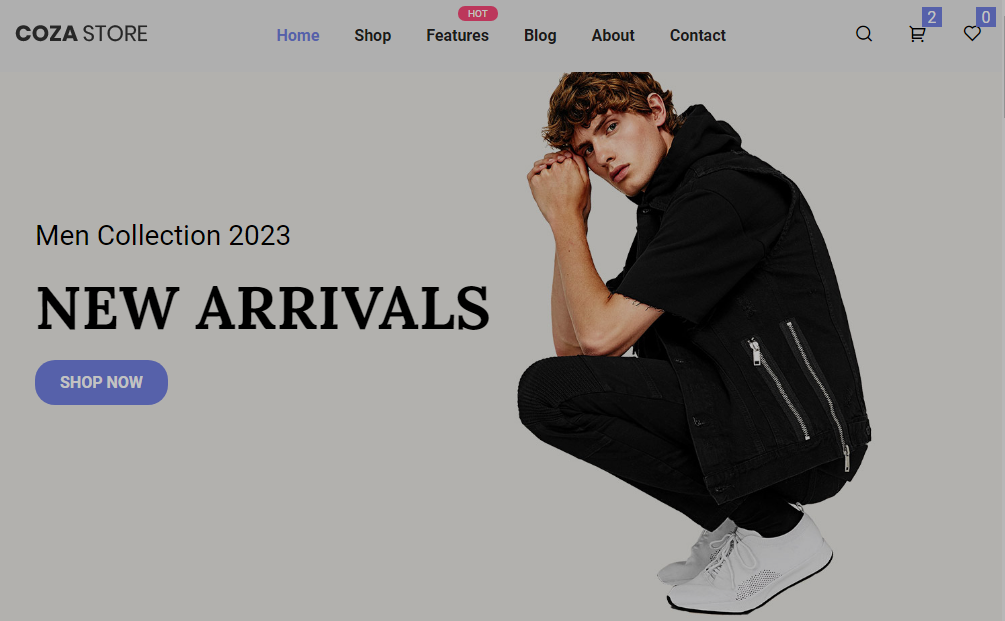 HOT
COZA STORE Home Shop Features Blog About Contact 2 0
Men Collection 2023
NEW ARRIVALS
SHOP NOW